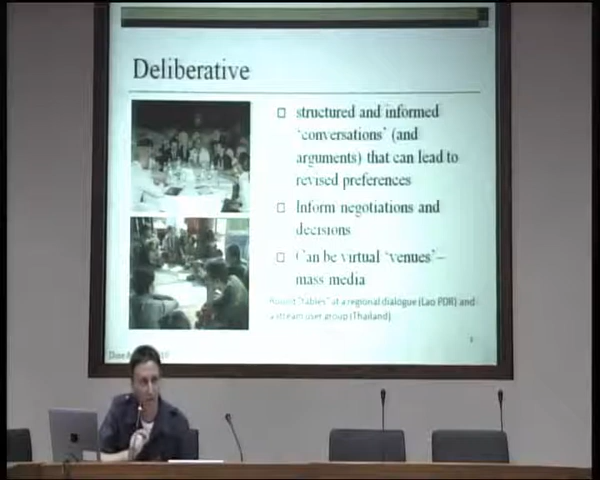 Deliberative
□ structured and informed
'conversations' (and
arguments) that can lead to
revised preferences
□ Inform negotiations and
decisions
□ Can be virtual 'venues'–
mass media
Round "tables" at a regional dialogue (Lao PDR) and
a stream user group (Thailand)